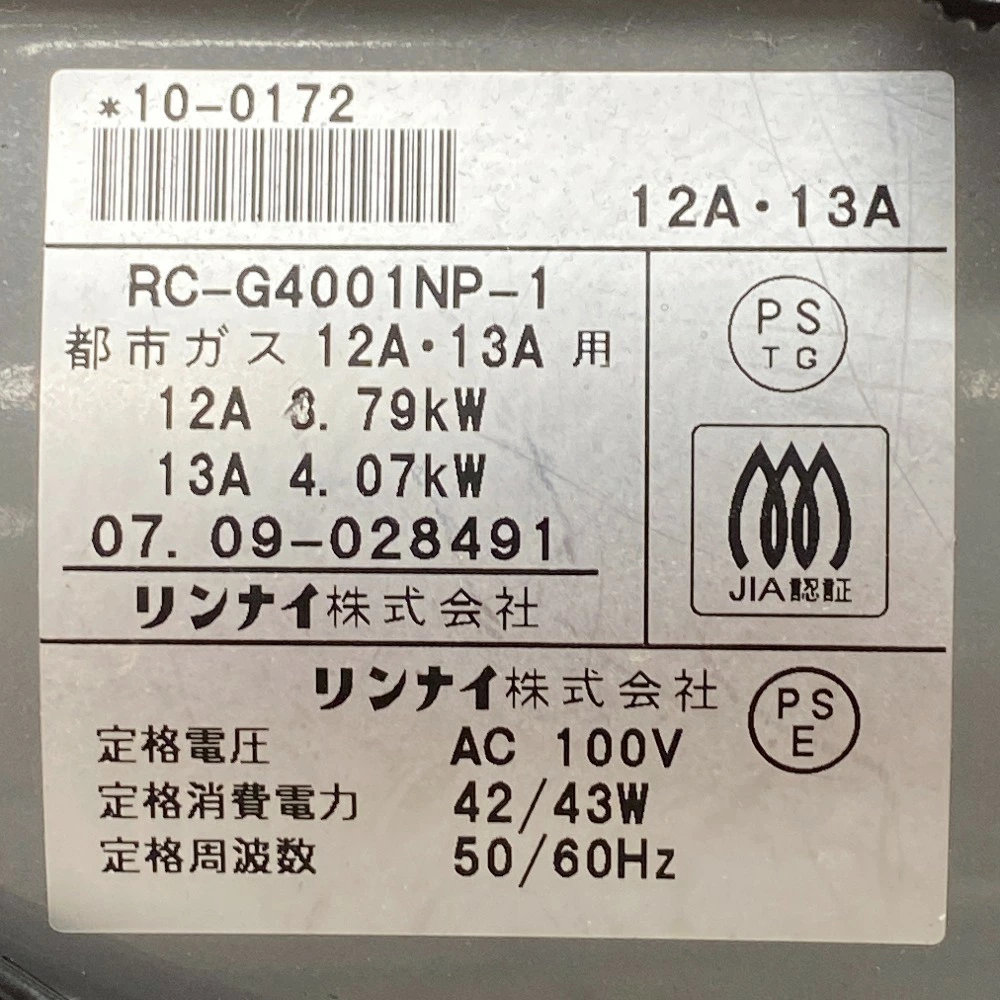 *10-0172
12A・13A
RC-G4001NP-1
都市ガス 12A・13A 用
12A 3. 79kW
13A 4. 07kW
07. 09-028491
リンナイ株式会社
PS
TG
JIA認証
リンナイ株式会社
PS
E
定格電圧 AC 100V
定格消費電力 42/43W
定格周波数 50/60Hz